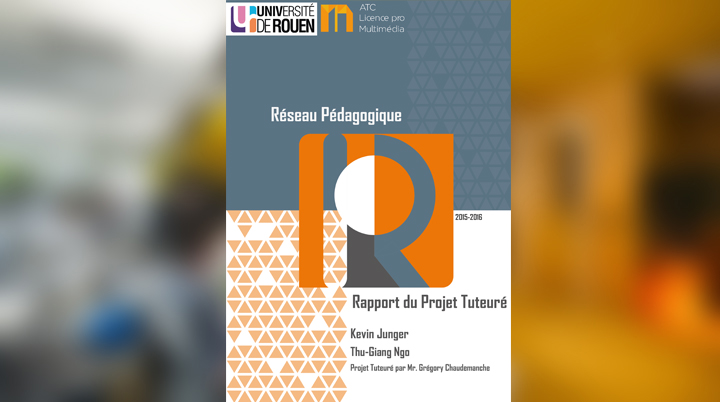 UNIVERSITÉ
DE ROUEN
ATC
Licence pro
Multimédia
Réseau Pédagogique
2015-2016
Rapport du Projet Tuteuré
Kevin Junger
Thu-Giang Ngo
Projet Tuteuré par Mr. Grégory Chaudemanche